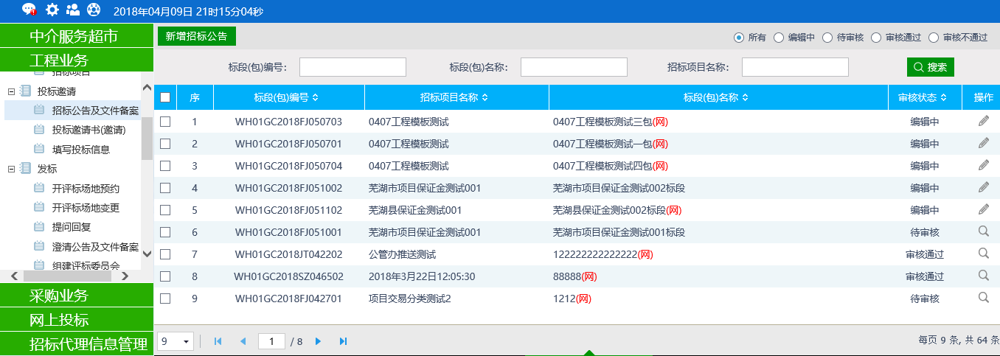 2018年04月09日 21时15分04秒
中介服务超市
工程业务
招标项目
投标邀请
招标公告及文件备案
投标邀请书(邀请)
填写投标信息
发标
开评标场地预约
开评标场地变更
提问回复
澄清公告及文件备案
组建评标委员会
采购业务
网上投标
招标代理信息管理
新增招标公告
所有 编辑中 待审核 审核通过 审核不通过
标段(包)编号： 标段(包)名称： 招标项目名称： 搜索
序 标段(包)编号 招标项目名称 标段(包)名称 审核状态 操作
1 WH01GC2018FJ050703 0407工程模板测试 0407工程模板测试三包(网) 编辑中
2 WH01GC2018FJ050701 0407工程模板测试 0407工程模板测试一包(网) 编辑中
3 WH01GC2018FJ050704 0407工程模板测试 0407工程模板测试四包(网) 编辑中
4 WH01GC2018FJ051002 芜湖市项目保证金测试001 芜湖市项目保证金测试002标段 编辑中
5 WH01GC2018FJ051102 芜湖县保证金测试001 芜湖县保证金测试002标段(网) 编辑中
6 WH01GC2018FJ051001 芜湖市项目保证金测试001 芜湖市项目保证金测试001标段 待审核
7 WH01GC2018JT042202 公管办推送测试 122222222222222(网) 审核通过
8 WH01GC2018SZ046502 2018年3月22日12:05:30 88888(网) 审核通过
9 WH01GC2018FJ042701 项目交易分类测试2 1212(网) 待审核
9 1 / 8 每页 9 条, 共 64 条